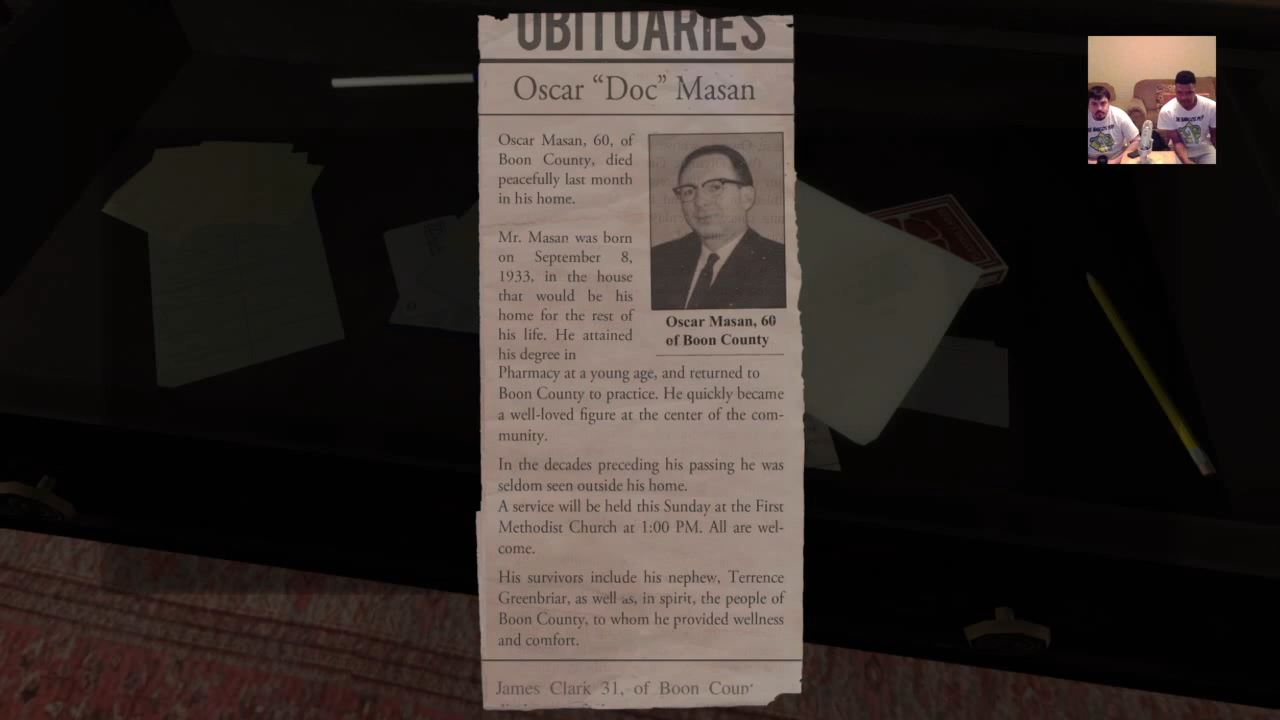 OBITUARIES
Oscar “Doc” Masan
Oscar Masan, 60, of
Boon County, died
peacefully last month
in his home.
Mr. Masan was born
on September 8,
1933, in the house
that would be his
home for the rest of
his life. He attained
his degree in
Pharmacy at a young age, and returned to
Boon County to practice. He quickly became
a well-loved figure at the center of the com-
munity.
In the decades preceding his passing he was
seldom seen outside his home.
A service will be held this Sunday at the First
Methodist Church at 1:00 PM. All are wel-
come.
His survivors include his nephew, Terrence
Greenbriar, as well as, in spirit, the people of
Boon County, to whom he provided wellness
and comfort.
Oscar Masan, 60
of Boon County
James Clark 31, of Boon